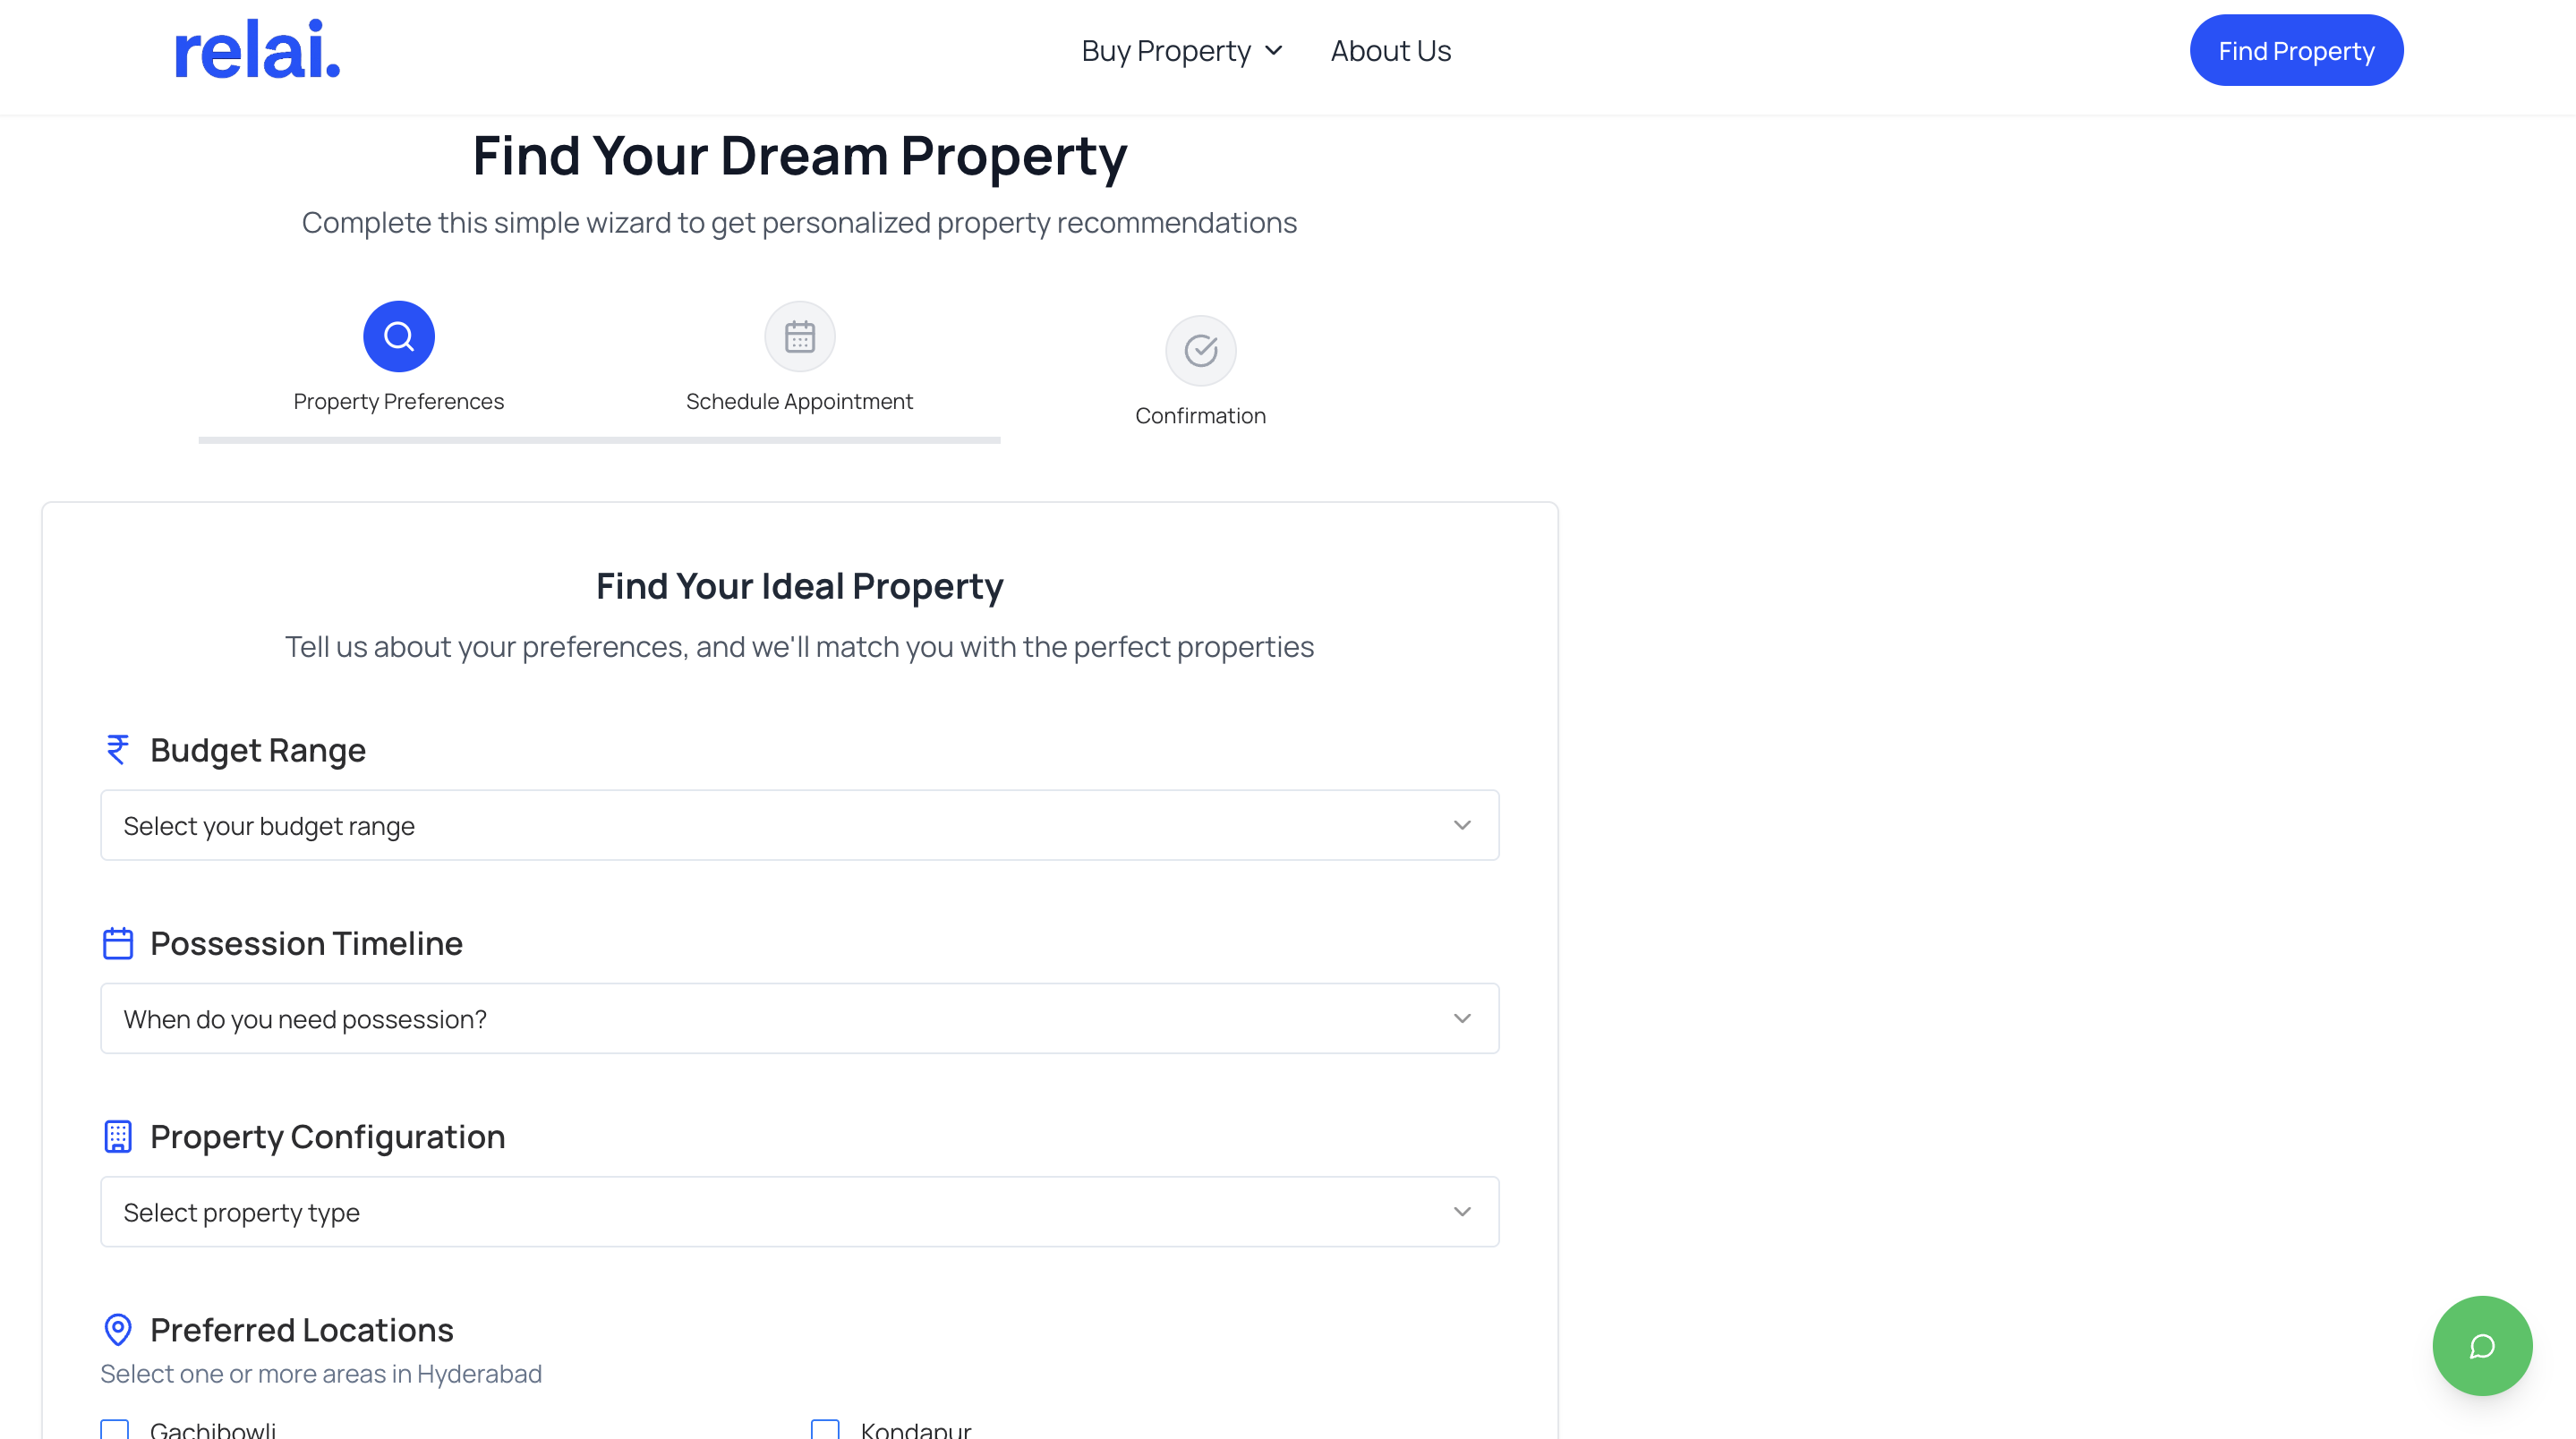 relai.
Buy Property
About Us
Find Property
Find Your Dream Property
Complete this simple wizard to get personalized property recommendations
Property Preferences
Schedule Appointment
Confirmation
Find Your Ideal Property
Tell us about your preferences, and we'll match you with the perfect properties
₹ Budget Range
Select your budget range
Possession Timeline
When do you need possession?
Property Configuration
Select property type
Preferred Locations
Select one or more areas in Hyderabad
Gachibowli
Kondapur